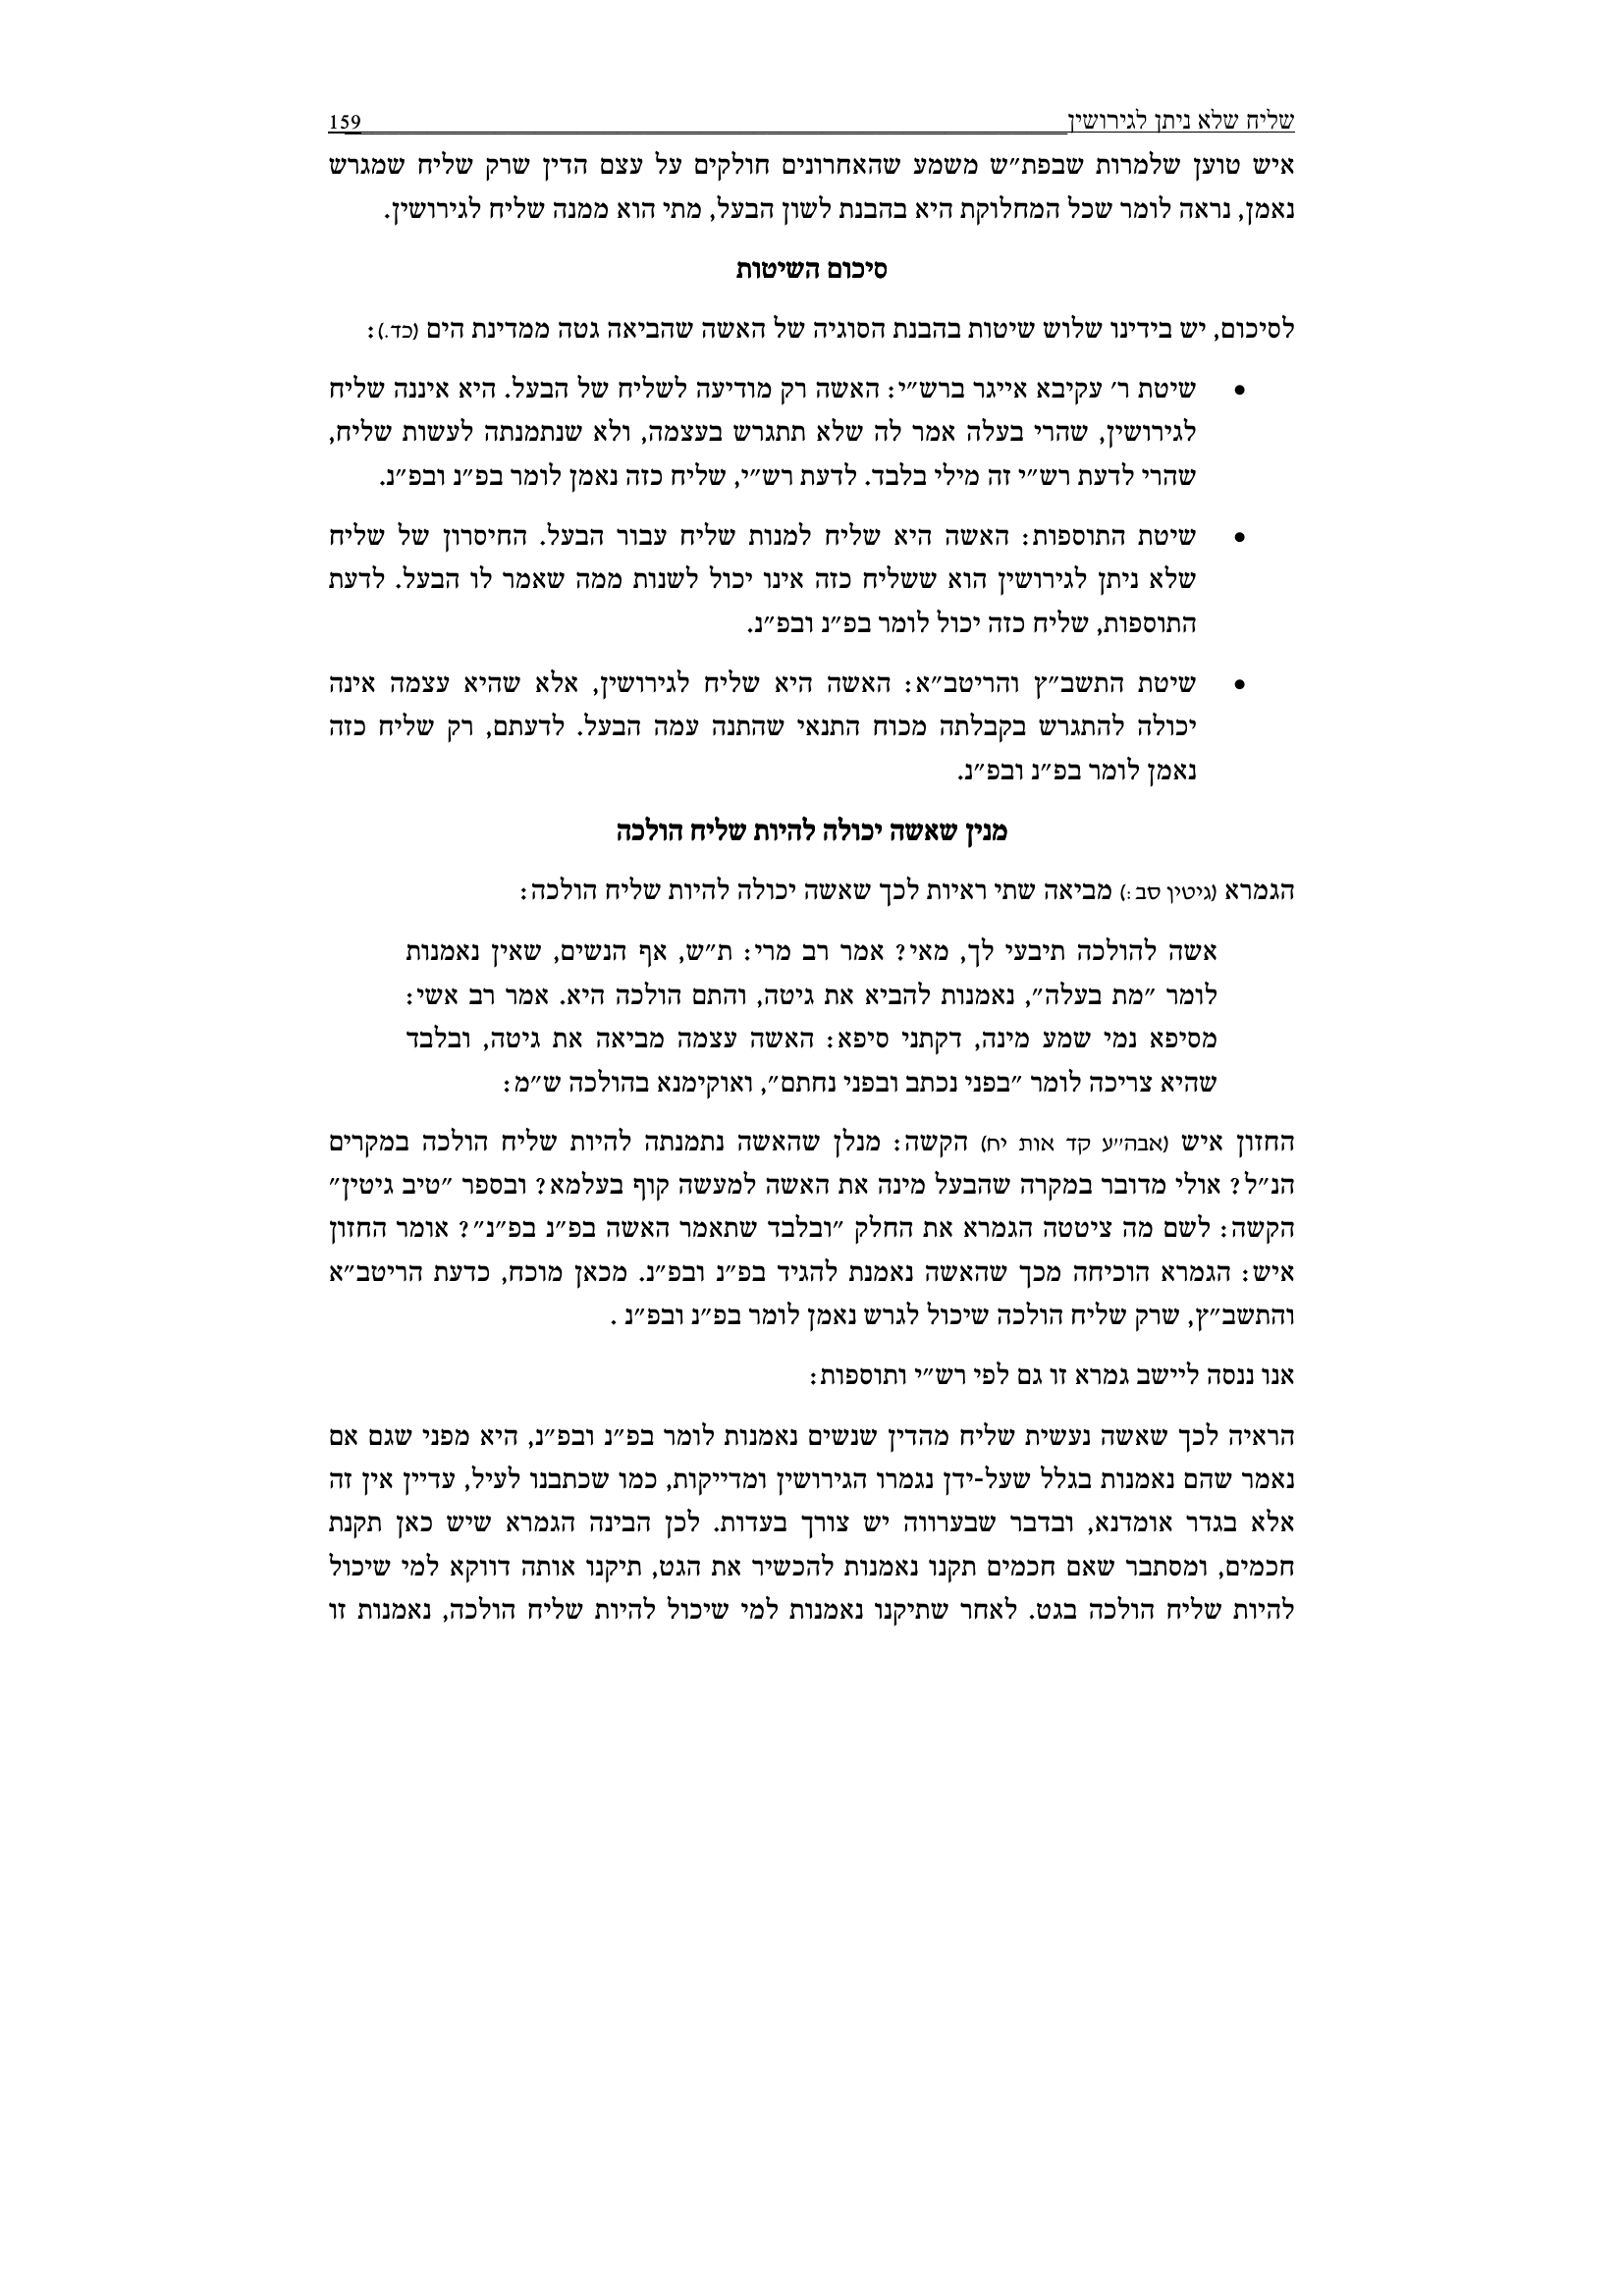 שליח שלא ניתן לגירושין 159
איש טוען שלמרות שבפת״ש משמע שהאחרונים חולקים על עצם הדין שרק שליח שמגרש
נאמן, נראה לומר שכל המחלוקת היא בהבנת לשון הבעל, מתי הוא ממנה שליח לגירושין.
סיכום השיטות
לסיכום, יש בידינו שלוש שיטות בהבנת הסוגיה של האשה שהביאה גטה ממדינת הים (כד.):
• שיטת ר׳ עקיבא אייגר ברש״י: האשה רק מודיעה לשליח של הבעל. היא איננה שליח
לגירושין, שהרי בעלה אמר לה שלא תתגרש בעצמה, ולא שנתמנתה לעשות שליח,
שהרי לדעת רש״י זה מילי בלבד. לדעת רש״י, שליח כזה נאמן לומר בפ״נ ובפ״נ.
• שיטת התוספות: האשה היא שליח למנות שליח עבור הבעל. החיסרון של שליח
שלא ניתן לגירושין הוא ששליח כזה אינו יכול לשנות ממה שאמר לו הבעל. לדעת
התוספות, שליח כזה יכול לומר בפ״נ ובפ״נ.
• שיטת התשב״ץ והריטב״א: האשה היא שליח לגירושין, אלא שהיא עצמה אינה
יכולה להתגרש בקבלתה מכוח התנאי שהתנה עמה הבעל. לדעתם, רק שליח כזה
נאמן לומר בפ״נ ובפ״נ.
מנין שאשה יכולה להיות שליח הולכה
הגמרא (גיטין סב:) מביאה שתי ראיות לכך שאשה יכולה להיות שליח הולכה:
אשה להולכה תיבעי לך, מאי? אמר רב מרי: ת״ש, אף הנשים, שאין נאמנות
לומר ״מת בעלה״, נאמנות להביא את גיטה, והתם הולכה היא. אמר רב אשי:
מסיפא נמי שמע מינה, דקתני סיפא: האשה עצמה מביאה את גיטה, ובלבד
שהיא צריכה לומר ״בפני נכתב ובפני נחתם״, ואוקימנא בהולכה ש״מ:
החזון איש (אבה״ע קד אות יח) הקשה: מנלן שהאשה נתמנתה להיות שליח הולכה במקרים
הנ״ל? אולי מדובר במקרה שהבעל מינה את האשה למעשה קוף בעלמא? ובספר ״טיב גיטין״
הקשה: לשם מה ציטטה הגמרא את החלק ״ובלבד שתאמר האשה בפ״נ בפ״נ״? אומר החזון
איש: הגמרא הוכיחה מכך שהאשה נאמנת להגיד בפ״נ ובפ״נ. מכאן מוכח, כדעת הריטב״א
והתשב״ץ, שרק שליח הולכה שיכול לגרש נאמן לומר בפ״נ ובפ״נ .
אנו ננסה ליישב גמרא זו גם לפי רש״י ותוספות:
הראיה לכך שאשה נעשית שליח מהדין שנשים נאמנות לומר בפ״נ ובפ״נ, היא מפני שגם אם
נאמר שהם נאמנות בגלל שעל-ידן נגמרו הגירושין ומדייקות, כמו שכתבנו לעיל, עדיין אין זה
אלא בגדר אומדנא, ובדבר שבערווה יש צורך בעדות. לכן הבינה הגמרא שיש כאן תקנת
חכמים, ומסתבר שאם חכמים תקנו נאמנות להכשיר את הגט, תיקנו אותה דווקא למי שיכול
להיות שליח הולכה בגט. לאחר שתיקנו נאמנות למי שיכול להיות שליח הולכה, נאמנות זו